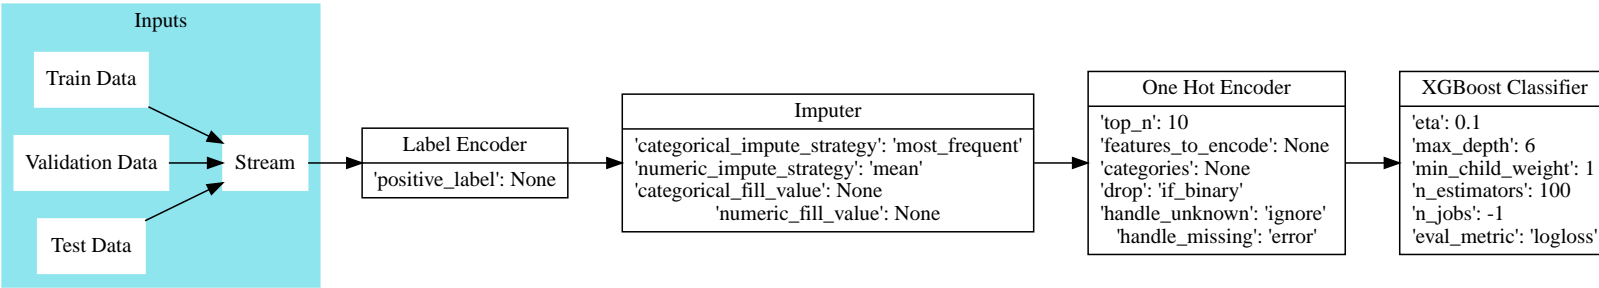 Inputs
Train Data
Validation Data
Test Data
Stream
Label Encoder
'positive_label': None
Imputer
'categorical_impute_strategy': 'most_frequent'
'numeric_impute_strategy': 'mean'
'categorical_fill_value': None
'numeric_fill_value': None
One Hot Encoder
'top_n': 10
'features_to_encode': None
'categories': None
'drop': 'if_binary'
'handle_unknown': 'ignore'
'handle_missing': 'error'
XGBoost Classifier
'eta': 0.1
'max_depth': 6
'min_child_weight': 1
'n_estimators': 100
'n_jobs': -1
'eval_metric': 'logloss'